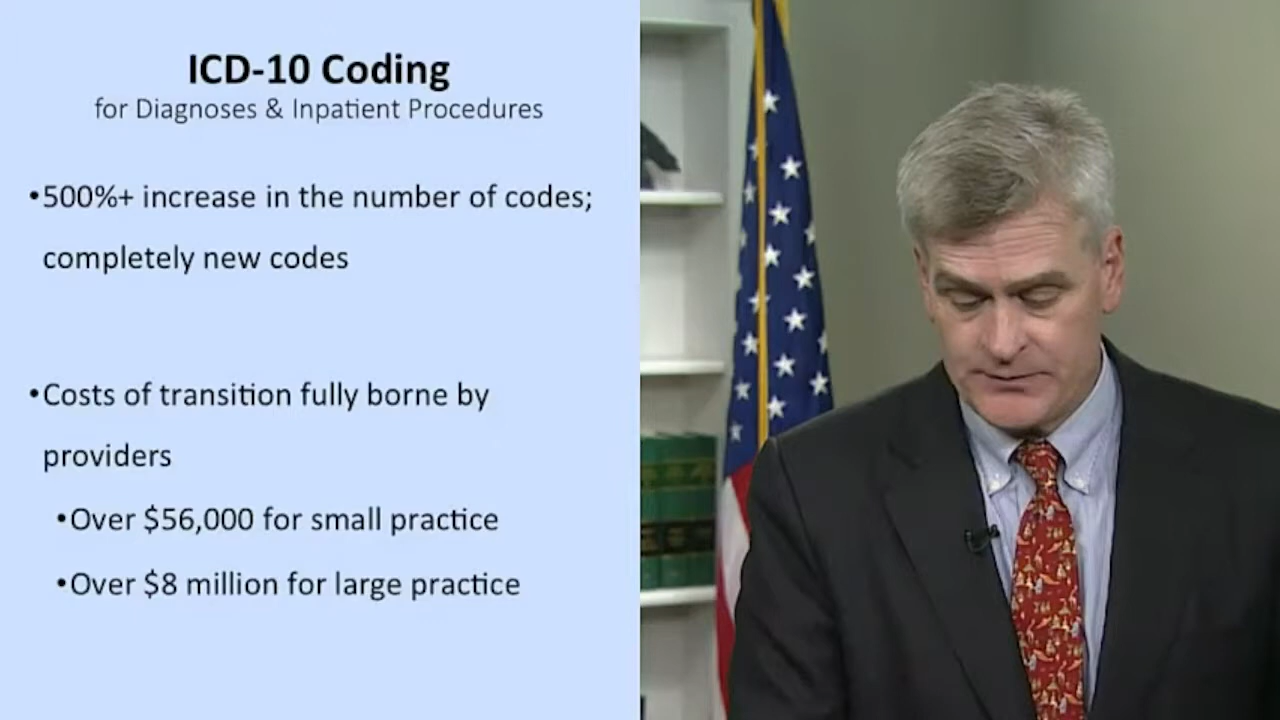 ICD-10 Coding
for Diagnoses & Inpatient Procedures
•500%+ increase in the number of codes;
completely new codes
•Costs of transition fully borne by
providers
•Over $56,000 for small practice
•Over $8 million for large practice